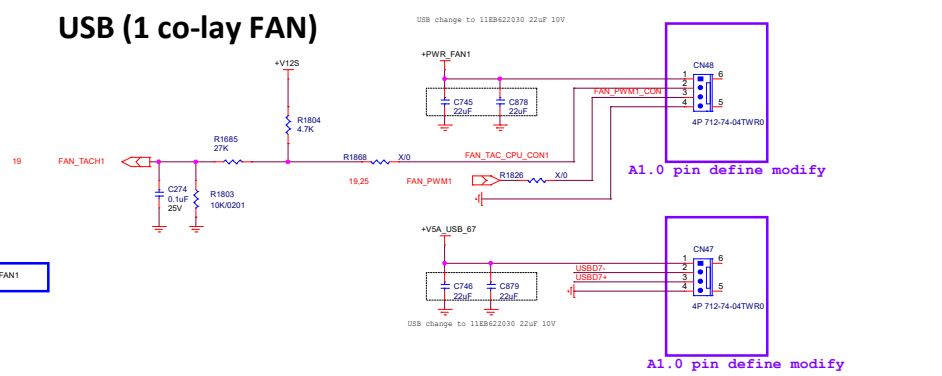 USB (1 co-lay FAN)
USB change to 11EB622030 22uF 10V
+PWR_FAN1
+V12S
CN48
1
2
3
4
6
5
FAN_PWM1_CON
4P 712-74-04TWR0
C745
22uF
C878
22uF
R1804
4.7K
R1685
27K
19
FAN_TACH1
R1868
X/0
FAN_TAC_CPU_CON1
A1.0 pin define modify
19,25
FAN_PWM1
R1826
X/0
C274
0.1uF
25V
R1803
10K/0201
+V5A_USB_67
CN47
1
2
3
4
6
5
USBD7-
USBD7+
4P 712-74-04TWR0
FAN1
C746
22uF
C879
22uF
USB change to 11EB622030 22uF 10V
A1.0 pin define modify